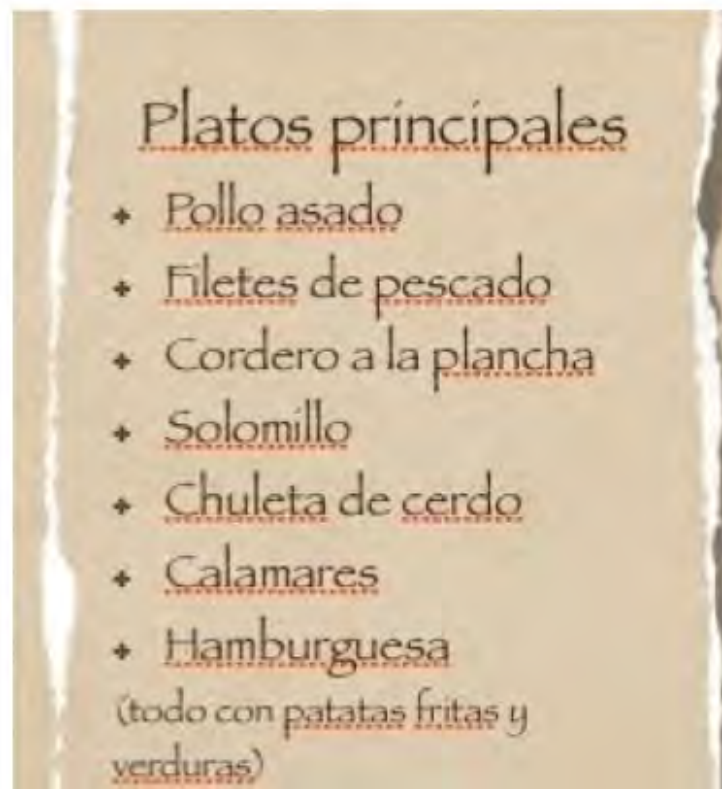 Platos principales
Pollo asado
Filetes de pescado
Cordero a la plancha
Solomillo
Chuleta de cerdo
Calamares
Hamburguesa
(todo con patatas fritas y
verduras)